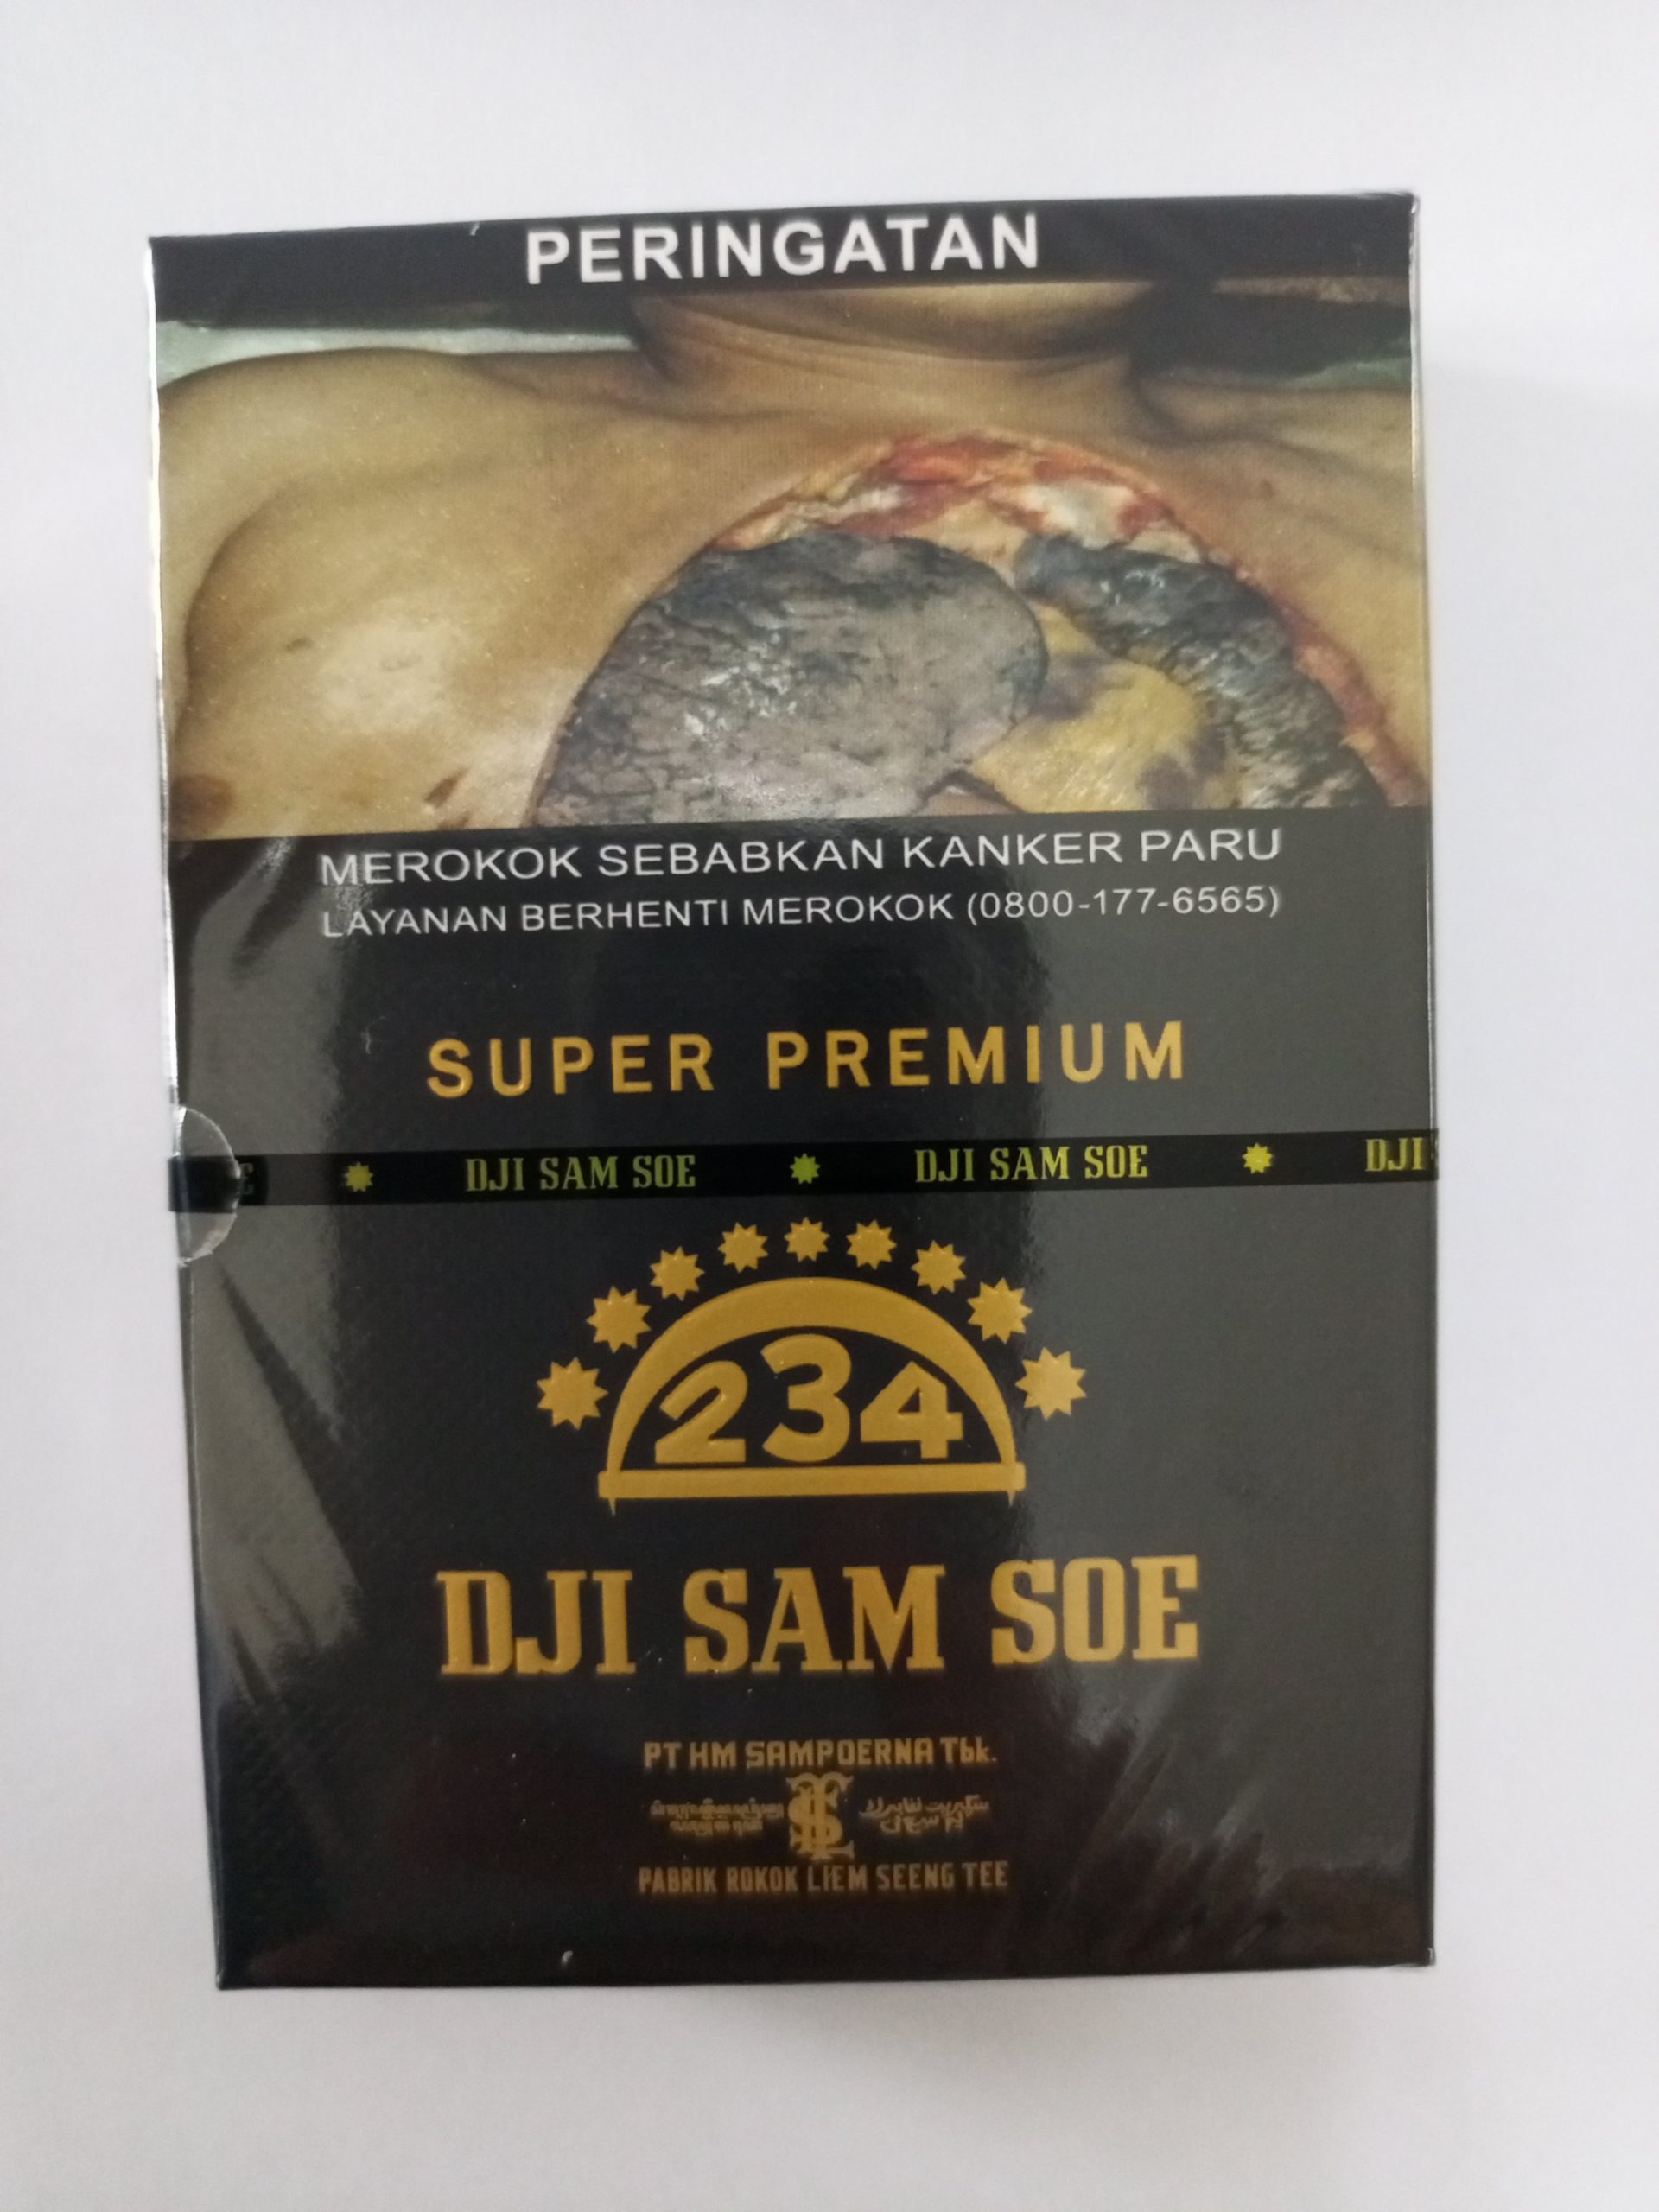 PERINGATAN
MEROKOK SEBABKAN KANKER PARU
LAYANAN BERHENTI MEROKOK (0800-177-6565)
SUPER PREMIUM
E DJI SAM SOE DJI SAM SOE DJI
234
DJI SAM SOE
PT HM SAMPOERNA Tbk.
PABRIK ROKOK LIEM SEENG TEE